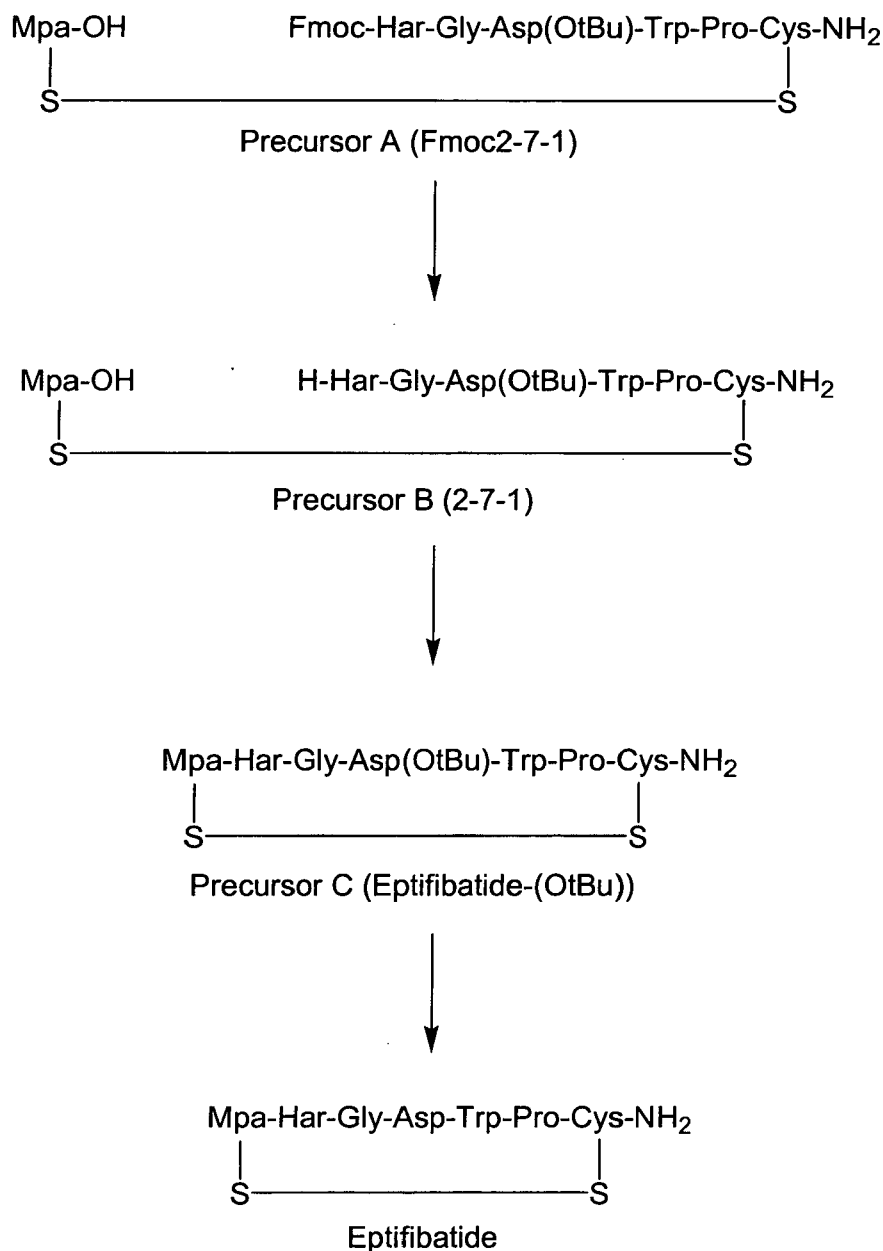 Mpa-OH Fmoc-Har-Gly-Asp(OtBu)-Trp-Pro-Cys-NH2
S S
Precursor A (Fmoc2-7-1)
Mpa-OH H-Har-Gly-Asp(OtBu)-Trp-Pro-Cys-NH2
S S
Precursor B (2-7-1)
Mpa-Har-Gly-Asp(OtBu)-Trp-Pro-Cys-NH2
S S
Precursor C (Eptifibatide-(OtBu))
Mpa-Har-Gly-Asp-Trp-Pro-Cys-NH2
S S
Eptifibatide